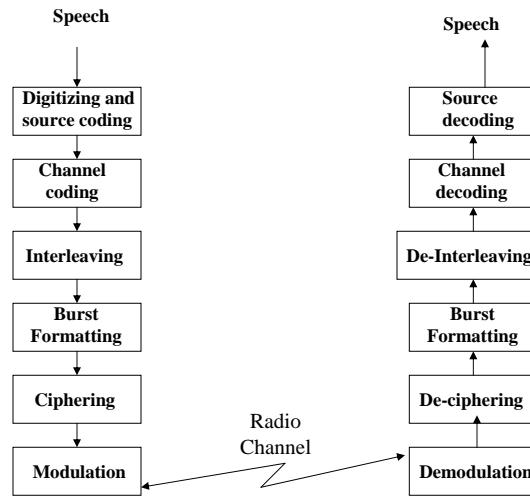 Speech
Digitizing and
source coding
Channel
coding
Interleaving
Burst
Formatting
Ciphering
Modulation
Radio
Channel
Speech
Source
decoding
Channel
decoding
De-Interleaving
Burst
Formatting
De-ciphering
Demodulation